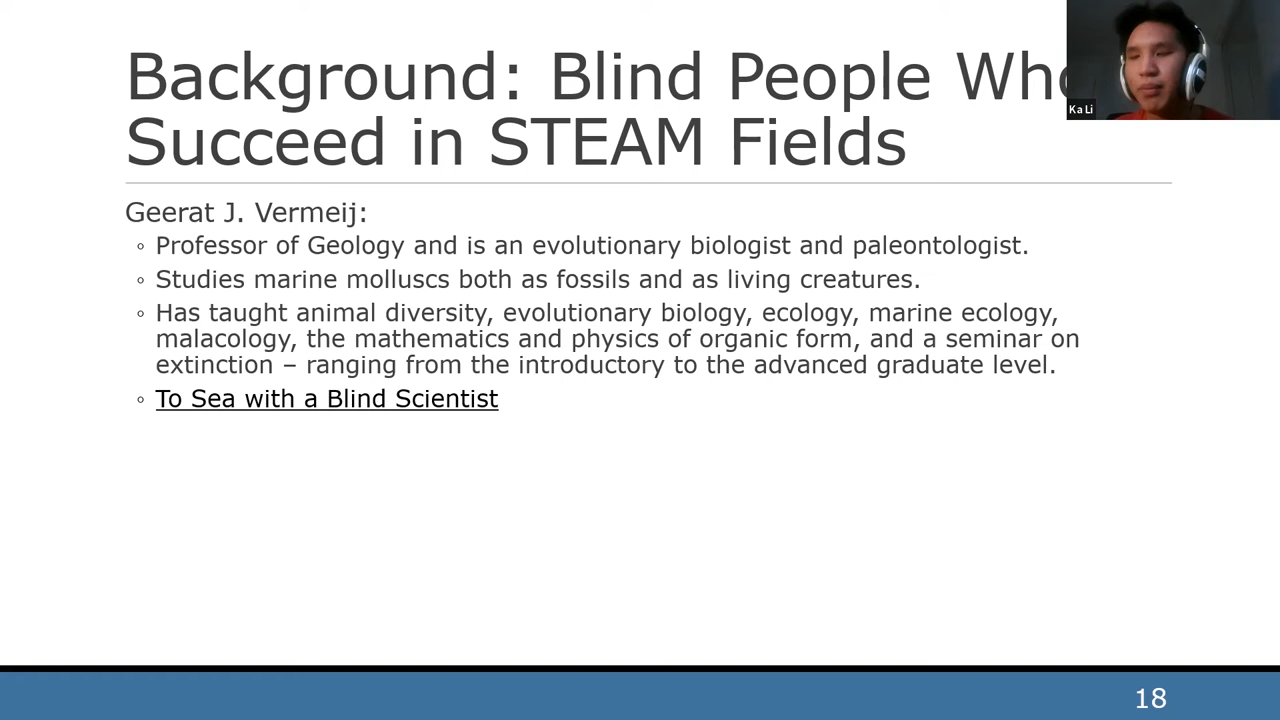 Background: Blind People Who
Succeed in STEAM Fields
Ka Li
Geerat J. Vermeij:
◦ Professor of Geology and is an evolutionary biologist and paleontologist.
◦ Studies marine molluscs both as fossils and as living creatures.
◦ Has taught animal diversity, evolutionary biology, ecology, marine ecology,
malacology, the mathematics and physics of organic form, and a seminar on
extinction – ranging from the introductory to the advanced graduate level.
◦ To Sea with a Blind Scientist
18